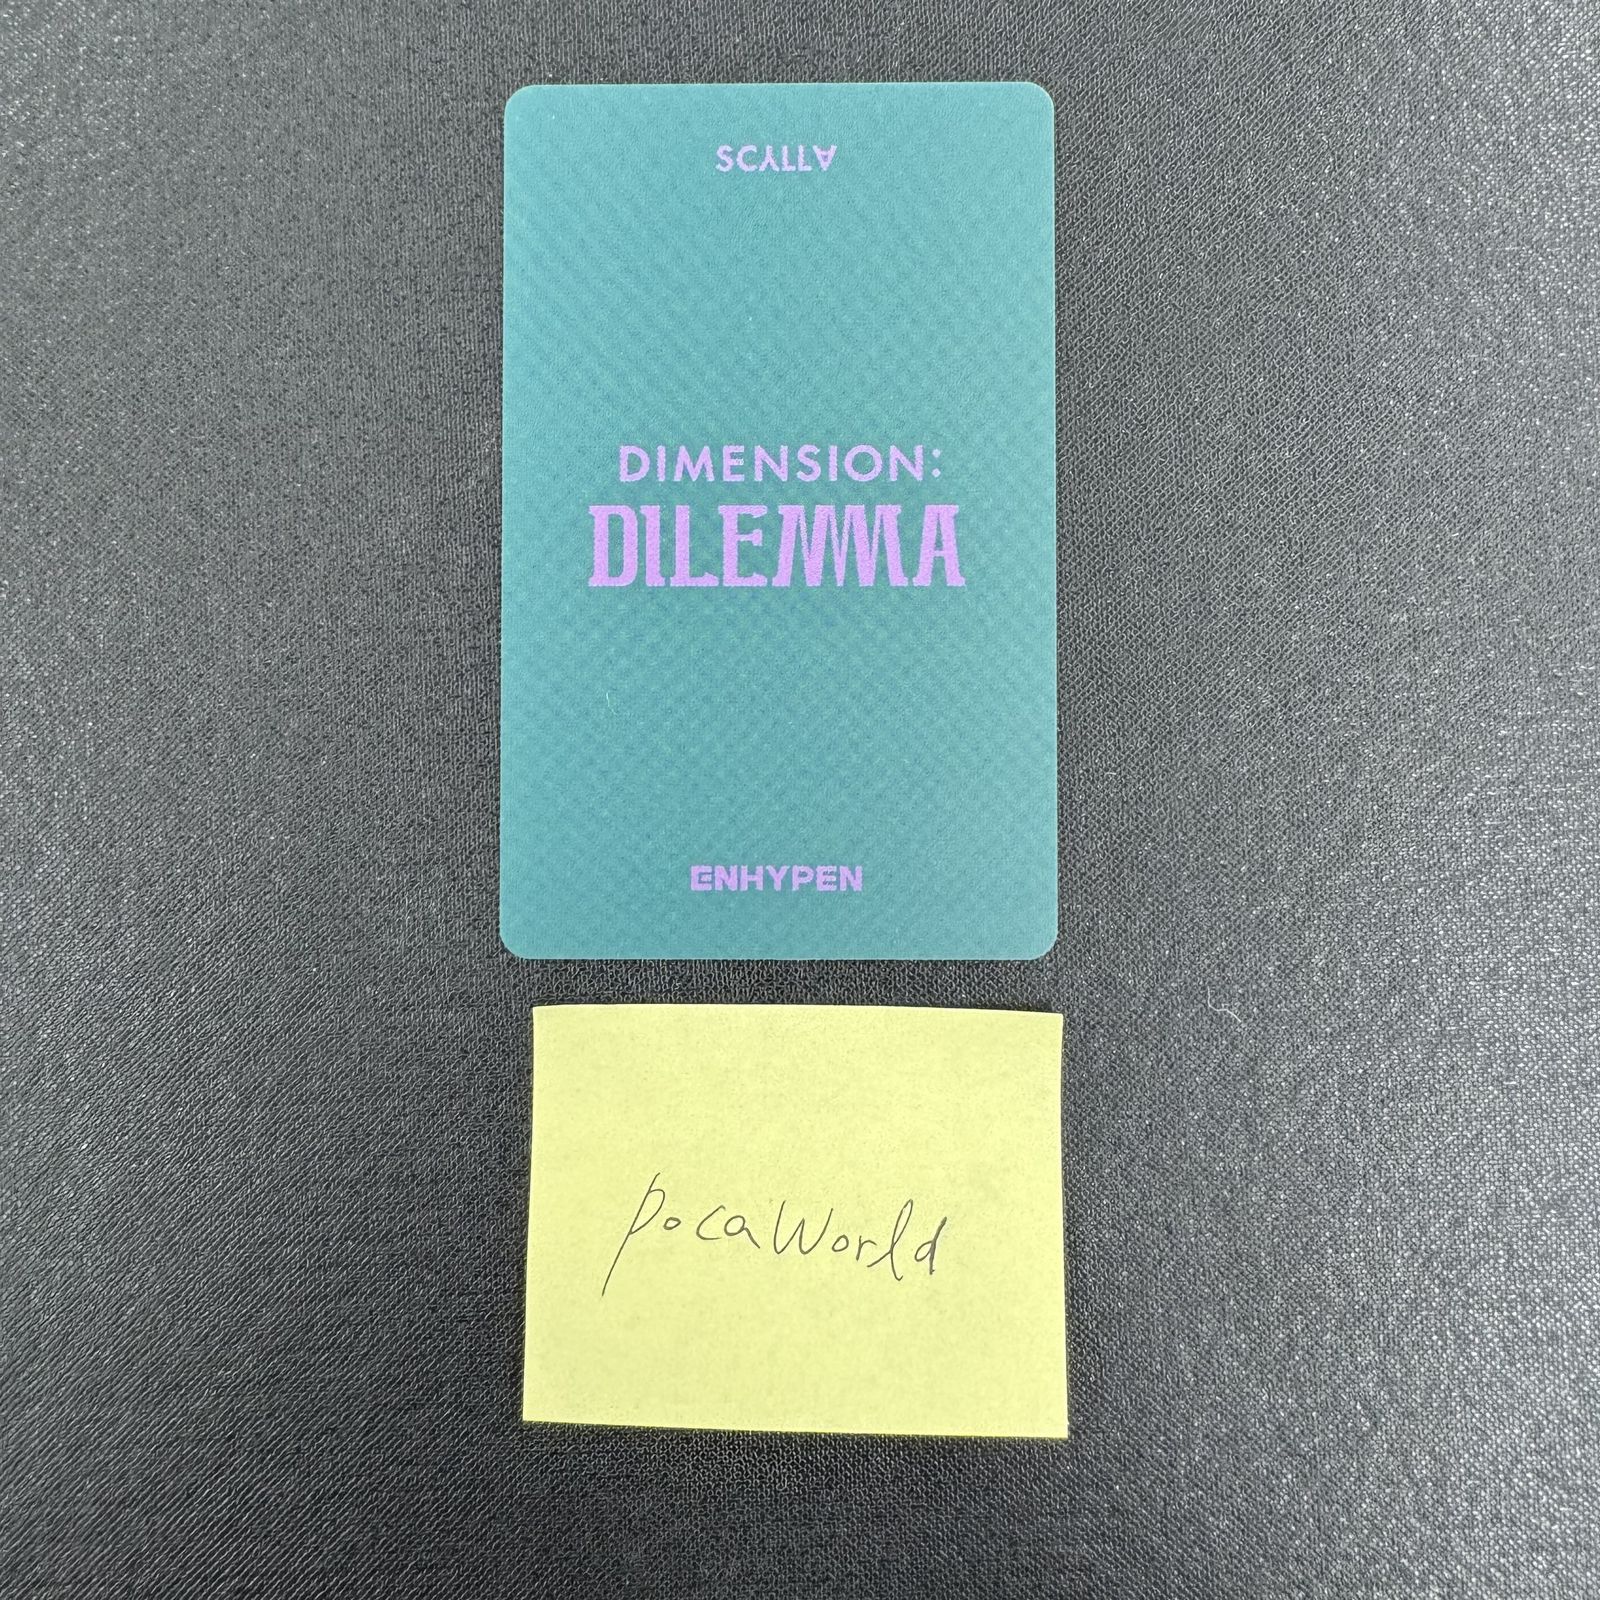 SCYLLA
DIMENSION:
DILEMMA
ENHYPEN
pocaWorld